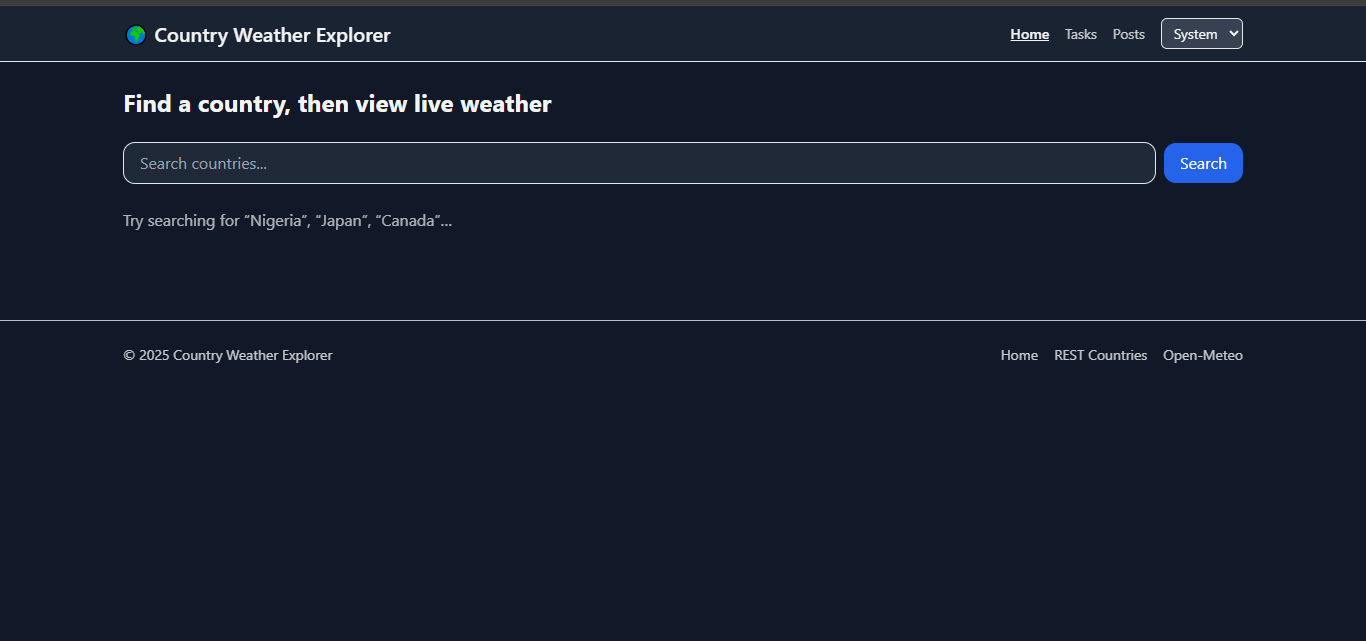 Country Weather Explorer
Home Tasks Posts System
Find a country, then view live weather
Search countries... Search
Try searching for “Nigeria”, “Japan”, “Canada”…
© 2025 Country Weather Explorer
Home REST Countries Open-Meteo